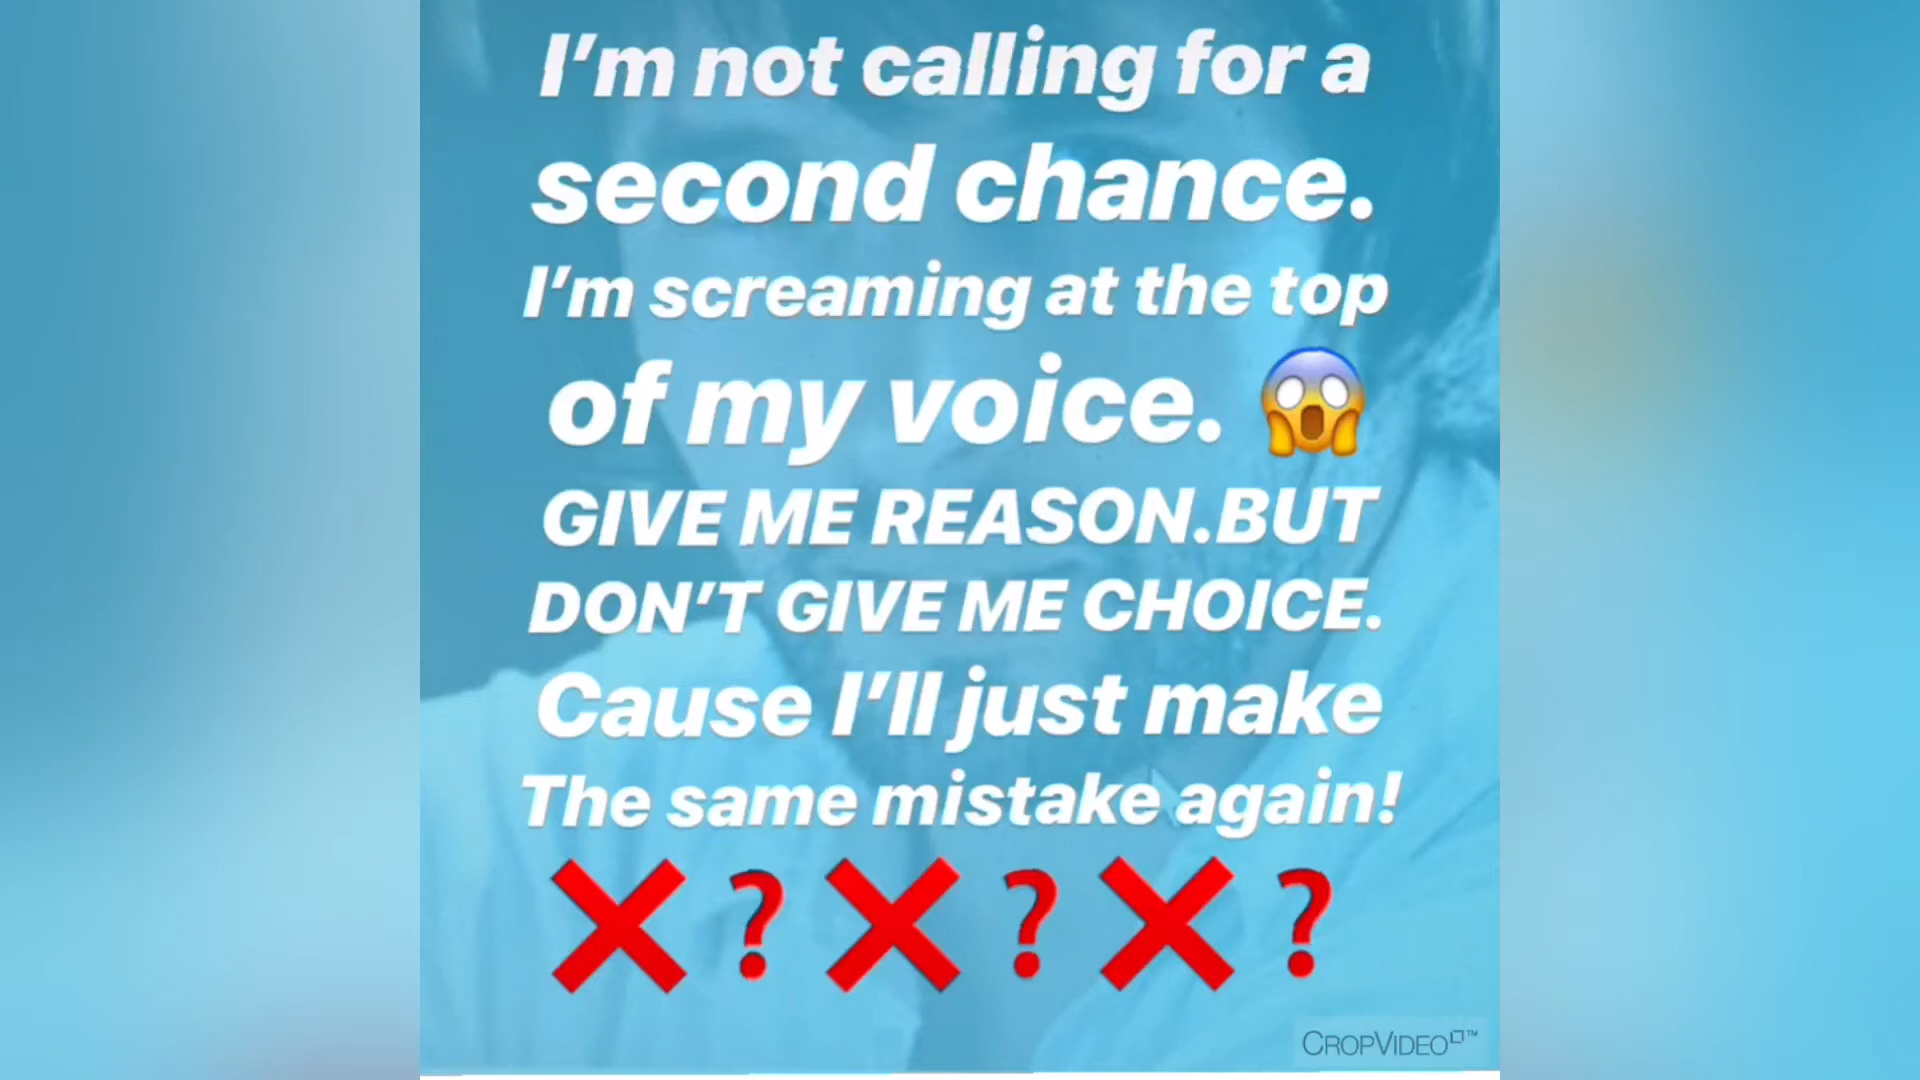 I’m not calling for a
second chance.
I’m screaming at the top
of my voice. 😱
GIVE ME REASON.BUT
DON’T GIVE ME CHOICE.
Cause I’ll just make
The same mistake again!
❌❓❌❓❌❓
CROPVIDEO™